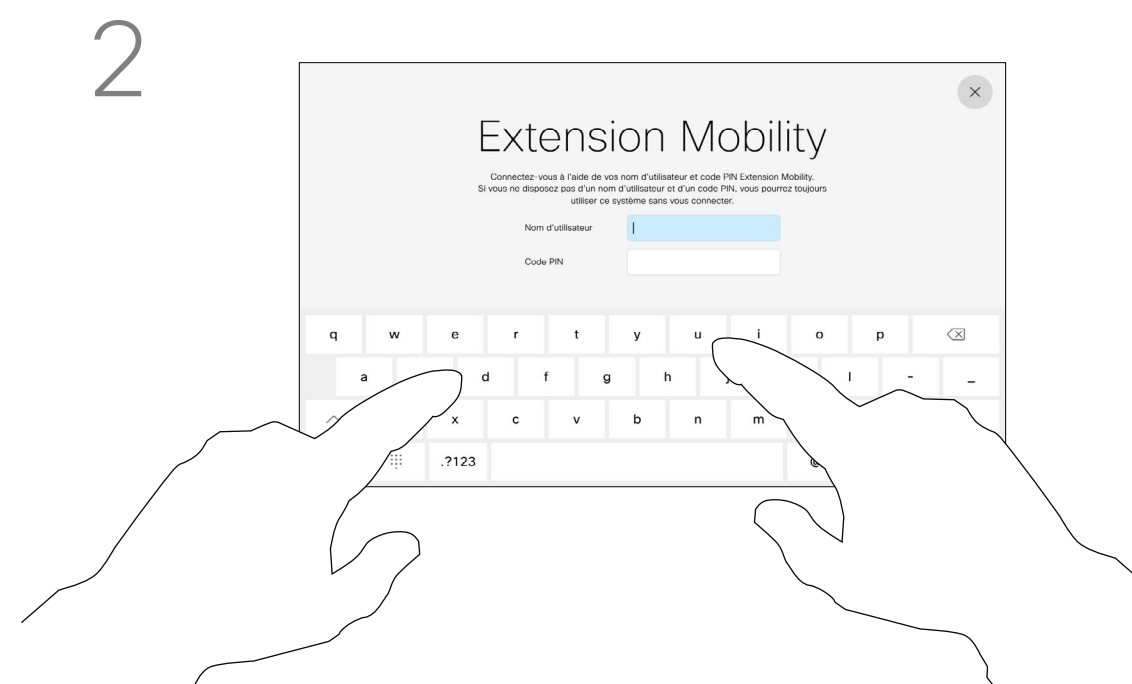 2
Extension Mobility
Connectez-vous à l'aide de vos nom d'utilisateur et code PIN Extension Mobility.
Si vous ne disposez pas d'un nom d'utilisateur et d'un code PIN, vous pourrez toujours
utiliser ce système sans vous connecter.
Nom d'utilisateur
Code PIN
q w e r t y u i o p
a d f g h l - _
x c v b n m
.?123